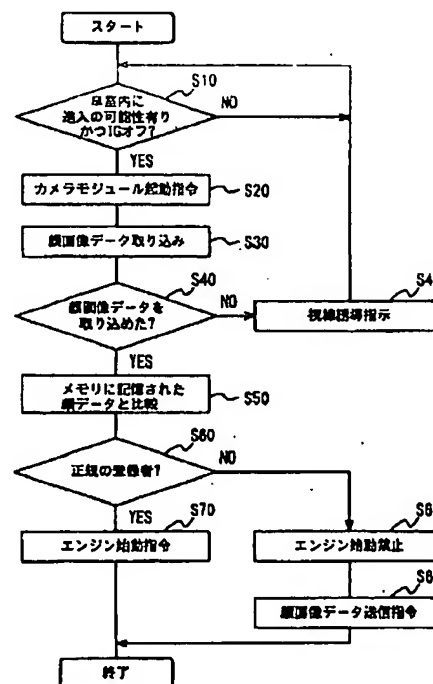 スタート
S10
車室内に
進入の可能性有り
かつIGオフ?
NO
YES
カメラモジュール起動指令
S20
顔画像データ取り込み
S30
S40
顔画像データを
取り込めた?
NO
S4
視線誘導指示
YES
メモリに記憶された
顔データと比較
S50
S60
正規の登録者?
NO
YES
S70
エンジン始動指令
S6
エンジン始動禁止
S6
顔画像データ送信指令
終了